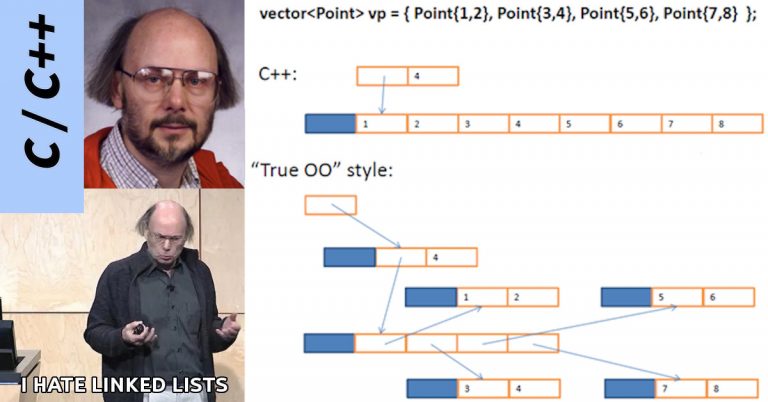 C / C++
I HATE LINKED LISTS
vector<Point> vp = { Point{1,2}, Point{3,4}, Point{5,6}, Point{7,8} };
C++:
4
1 2 3 4 5 6 7 8
“True OO” style:
4
1 2
5 6
3 4
7 8